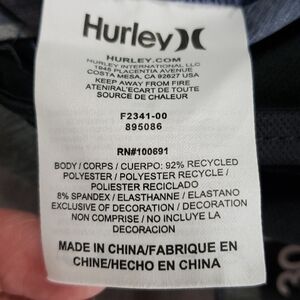 Hurley
HURLEY.COM
HURLEY INTERNATIONAL LLC
1945 PLACENTIA AVENUE
COSTA MESA, CA 92627 USA
KEEP AWAY FROM FIRE
ATENIRALECART DE TOUTE
SOURCE DE CHALEUR
F2341-00
895086
RN#100691
BODY / CORPS / CUERPO: 92% RECYCLED
POLYESTER / POLYESTER RECYCLE /
POLIESTER RECICLADO
8% SPANDEX / ELASTHANNE / ELASTANO
EXCLUSIVE OF DECORATION / DECORATION
NON COMPRISE / NO INCLUYE LA
DECORACION
MADE IN CHINA/FABRIQUE EN
CHINE/HECHO EN CHINA